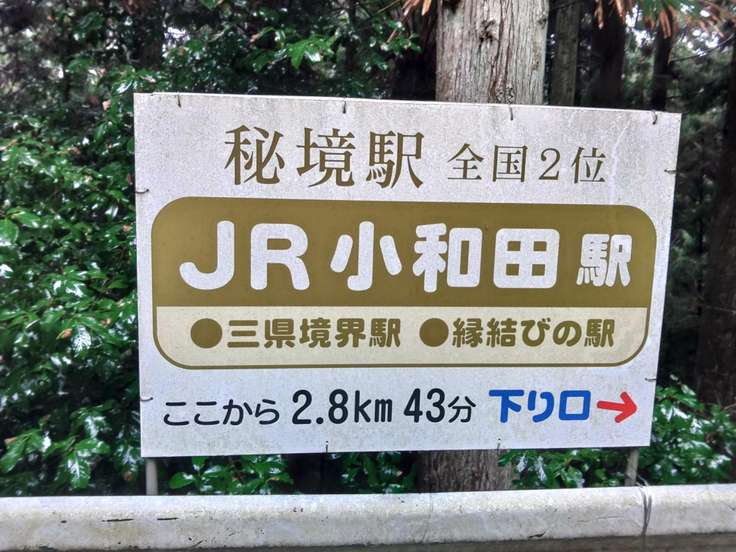 秘境駅 全国2位
JR小和田駅
●三県境界駅 ●縁結びの駅
ここから 2.8km 43分 下り口→